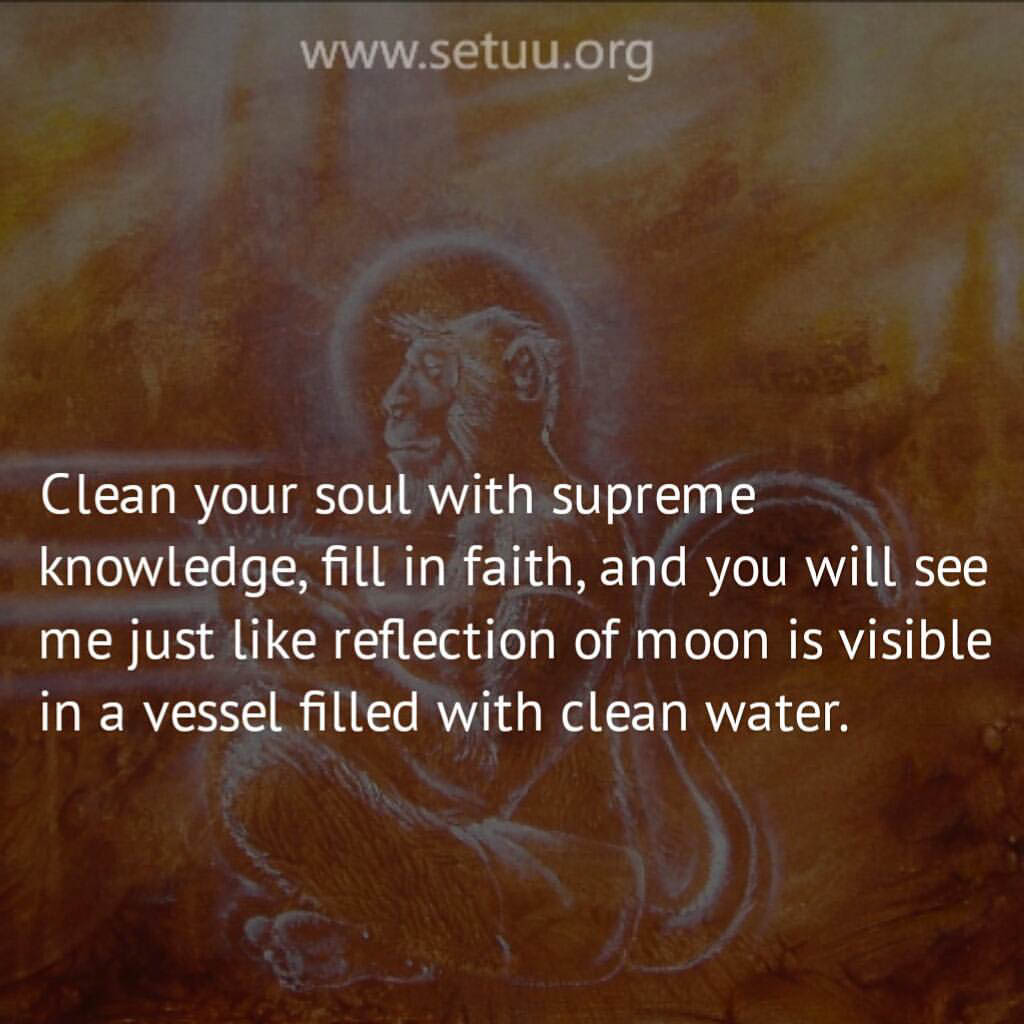 www.setuu.org
Clean your soul with supreme
knowledge, fill in faith, and you will see
me just like reflection of moon is visible
in a vessel filled with clean water.